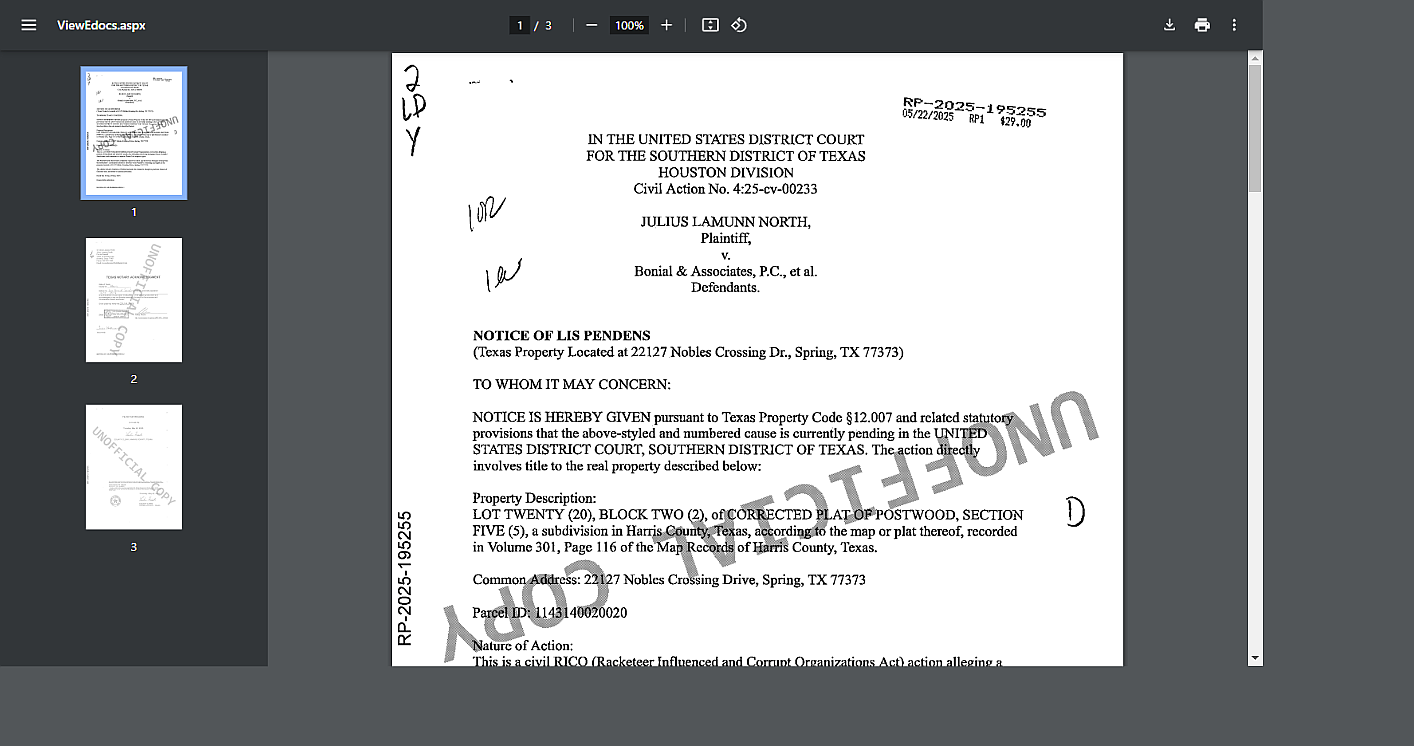 ViewEdocs.aspx
1 / 3
100%
1
2
3
2
LD
Y
RP-2025-195255
05/22/2025 RP1 $29.00
IN THE UNITED STATES DISTRICT COURT
FOR THE SOUTHERN DISTRICT OF TEXAS
HOUSTON DIVISION
Civil Action No. 4:25-cv-00233
JULIUS LAMUNN NORTH,
Plaintiff,
v.
Bonial & Associates, P.C., et al.
Defendants.
NOTICE OF LIS PENDENS
(Texas Property Located at 22127 Nobles Crossing Dr., Spring, TX 77373)
TO WHOM IT MAY CONCERN:
NOTICE IS HEREBY GIVEN pursuant to Texas Property Code §12.007 and related statutory
provisions that the above-styled and numbered cause is currently pending in the UNITED
STATES DISTRICT COURT, SOUTHERN DISTRICT OF TEXAS. The action directly
involves title to the real property described below:
Property Description:
LOT TWENTY (20), BLOCK TWO (2), of CORRECTED PLAT OF POSTWOOD, SECTION
FIVE (5), a subdivision in Harris County, Texas, according to the map or plat thereof, recorded
in Volume 301, Page 116 of the Map Records of Harris County, Texas.
Common Address: 22127 Nobles Crossing Drive, Spring, TX 77373
Parcel ID: 1143140020020
Nature of Action:
This is a civil RICO (Racketeer Influenced and Corrupt Organizations Act) action alleging a
D
RP-2025-195255
UNOFFICIAL COPY
UNOFFICIAL COPY
UNOFFICIAL COPY
UNOFFICIAL COPY